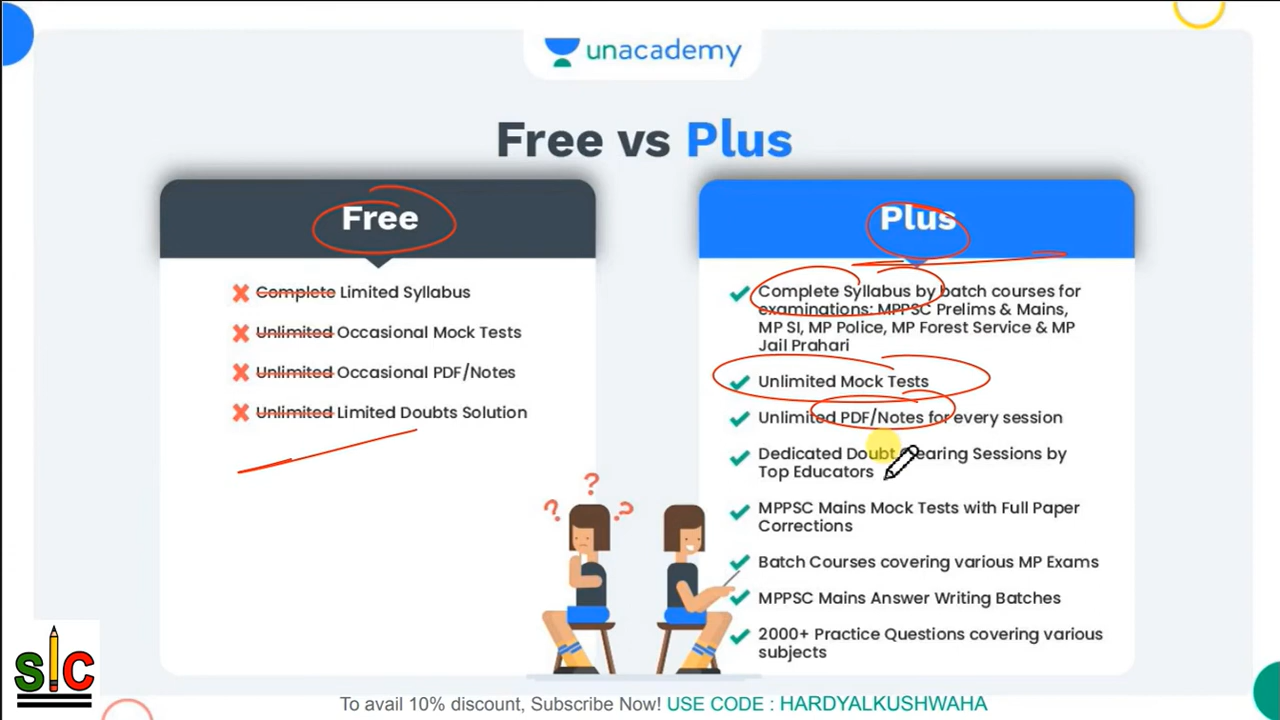 unacademy
Free vs Plus
Free
Complete Limited Syllabus
Unlimited Occasional Mock Tests
Unlimited Occasional PDF/Notes
Unlimited Limited Doubts Solution
Plus
Complete Syllabus by batch courses for
examinations: MPPSC Prelims & Mains,
MP SI, MP Police, MP Forest Service & MP
Jail Prahari
Unlimited Mock Tests
Unlimited PDF/Notes for every session
Dedicated Doubt Clearing Sessions by
Top Educators
MPPSC Mains Mock Tests with Full Paper
Corrections
Batch Courses covering various MP Exams
MPPSC Mains Answer Writing Batches
2000+ Practice Questions covering various
subjects
? ? ?
SIC
To avail 10% discount, Subscribe Now! USE CODE : HARDYALKUSHWAHA